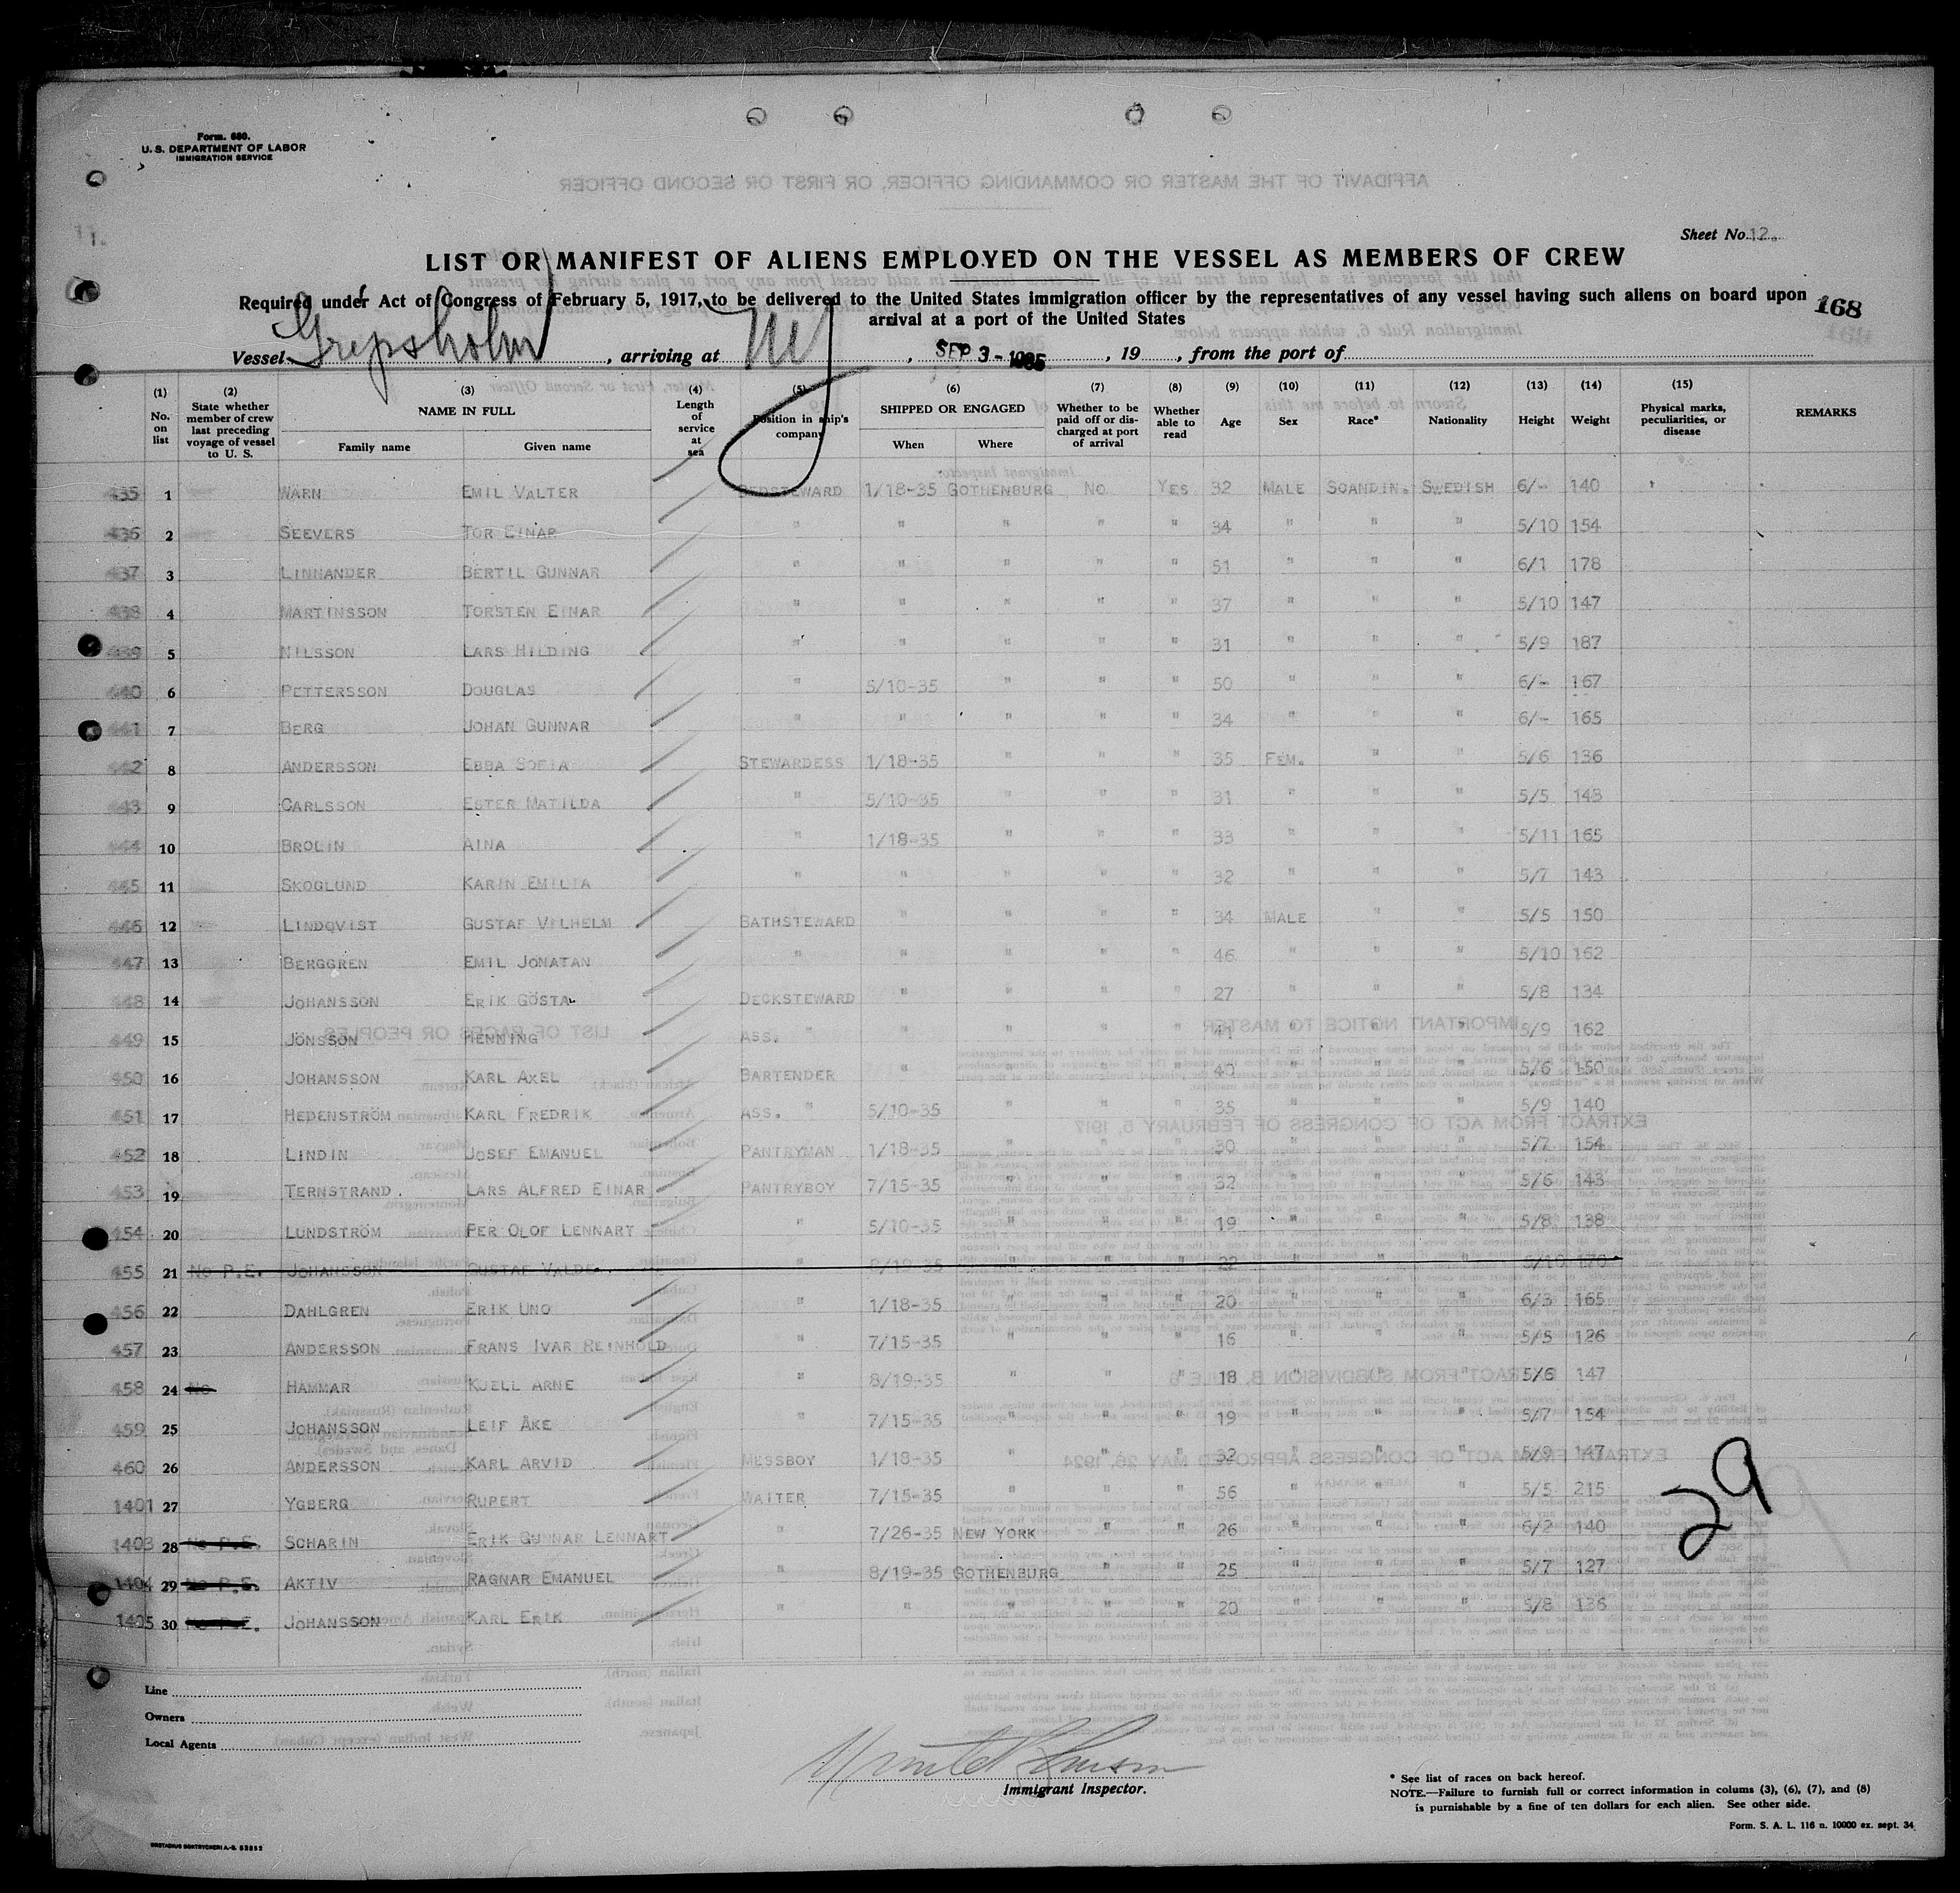 Form. 680.
U. S. DEPARTMENT OF LABOR
IMMIGRATION SERVICE
Sheet No. 12.
LIST OR MANIFEST OF ALIENS EMPLOYED ON THE VESSEL AS MEMBERS OF CREW
Required under Act of Congress of February 5, 1917, to be delivered to the United States immigration officer by the representatives of any vessel having such aliens on board upon
arrival at a port of the United States
168
Vessel Gripsholm, arriving at NY, SEP 3 - 1935, 19, from the port of
(1) No. on list (2) State whether member of crew last preceding voyage of vessel to U. S. (3) NAME IN FULL Family name Given name (4) Length of service at sea (5) Position in ship's company (6) SHIPPED OR ENGAGED When Where (7) Whether to be paid off or discharged at port of arrival (8) Whether able to read (9) Age (10) Sex (11) Race* (12) Nationality (13) Height (14) Weight (15) Physical marks, peculiarities, or disease REMARKS
435 1 WARN EMIL VALTER BEDSTEWARD 1/18-35 GOTHENBURG NO YES 32 MALE SCANDIN. SWEDISH 6/- 140
436 2 SEEVERS TOR EINAR " " " " " 34 " " " 5/10 154
437 3 LINNANDER BERTIL GUNNAR " " " " " 51 " " " 6/1 178
438 4 MARTINSSON TORSTEN EINAR " " " " " 37 " " " 5/10 147
439 5 NILSSON LARS HILDING " " " " " 31 " " " 5/9 187
440 6 PETTERSSON DOUGLAS " 5/10-35 " " " 50 " " " 6/- 167
441 7 BERG JOHAN GUNNAR " " " " " 34 " " " 6/- 165
442 8 ANDERSSON EBBA SOFIA STEWARDESS 1/18-35 " " " 35 FEM. " " 5/6 136
443 9 CARLSSON ESTER MATILDA " 5/10-35 " " " 31 " " " 5/5 143
444 10 BROLIN AINA " 1/18-35 " " " 33 " " " 5/11 165
445 11 SKOGLUND KARIN EMILIA " " " " " 32 " " " 5/7 143
446 12 LINDQVIST GUSTAF VILHELM BATHSTEWARD " " " " 34 MALE " " 5/5 150
447 13 BERGGREN EMIL JONATAN " " " " " 46 " " " 5/10 162
448 14 JOHANSSON ERIK GÖSTA DECKSTEWARD " " " " 27 " " " 5/8 134
449 15 JÖNSSON HENNING ASS. " " " " " 41 " " " 5/9 162
450 16 JOHANSSON KARL AXEL BARTENDER " " " " 40 " " " 5/6 150
451 17 HEDENSTRÖM KARL FREDRIK ASS. " 5/10-35 " " " 35 " " " 5/9 140
452 18 LINDIN JOSEF EMANUEL PANTRYMAN 1/18-35 " " " 30 " " " 5/7 154
453 19 TERNSTRAND. LARS ALFRED EINAR PANTRYBOY 7/15-35 " " " 32 " " " 5/6 143
454 20 LUNDSTRÖM PER OLOF LENNART " 5/10-35 " " " 19 " " " 5/8 138
455 21 NO P.E. JOHANSSON GUSTAF VALDE. " " " " 22 " " " 5/10 170
456 22 DAHLGREN ERIK UNO " 1/18-35 " " " 20 " " " 6/3 165
457 23 ANDERSSON FRANS IVAR REINHOLD " 7/15-35 " " " 16 " " " 5/5 126
458 24 NO HAMMAR KJELL ARNE " 8/19-35 " " " 18 " " " 5/6 147
459 25 JOHANSSON LEIF ÅKE " 7/15-35 " " " 19 " " " 5/7 154
460 26 ANDERSSON KARL ARVID MESSBOY 1/18-35 " " " 32 " " " 5/9 147
1401 27 YGBERG RUPERT WAITER 7/15-35 " " " 56 " " " 5/5 215
1403 28 NO P.E. SCHARIN ERIK GUNNAR LENNART " 7/26-35 NEW YORK " " 26 " " " 6/2 140
1404 29 NO P.E. AKTIV RAGNAR EMANUEL " 8/19-35 GOTHENBURG " " 25 " " " 5/7 127
1405 30 NO P.E. JOHANSSON KARL ERIK " " " " " 20 " " " 5/8 136
29
Line
Owners
Local Agents
Immigrant Inspector.
* See list of races on back hereof.
NOTE.—Failure to furnish full or correct information in colums (3), (6), (7), and (8)
is punishable by a fine of ten dollars for each alien. See other side.
Form. S. A. L. 116 n. 10000 ex. sept. 34